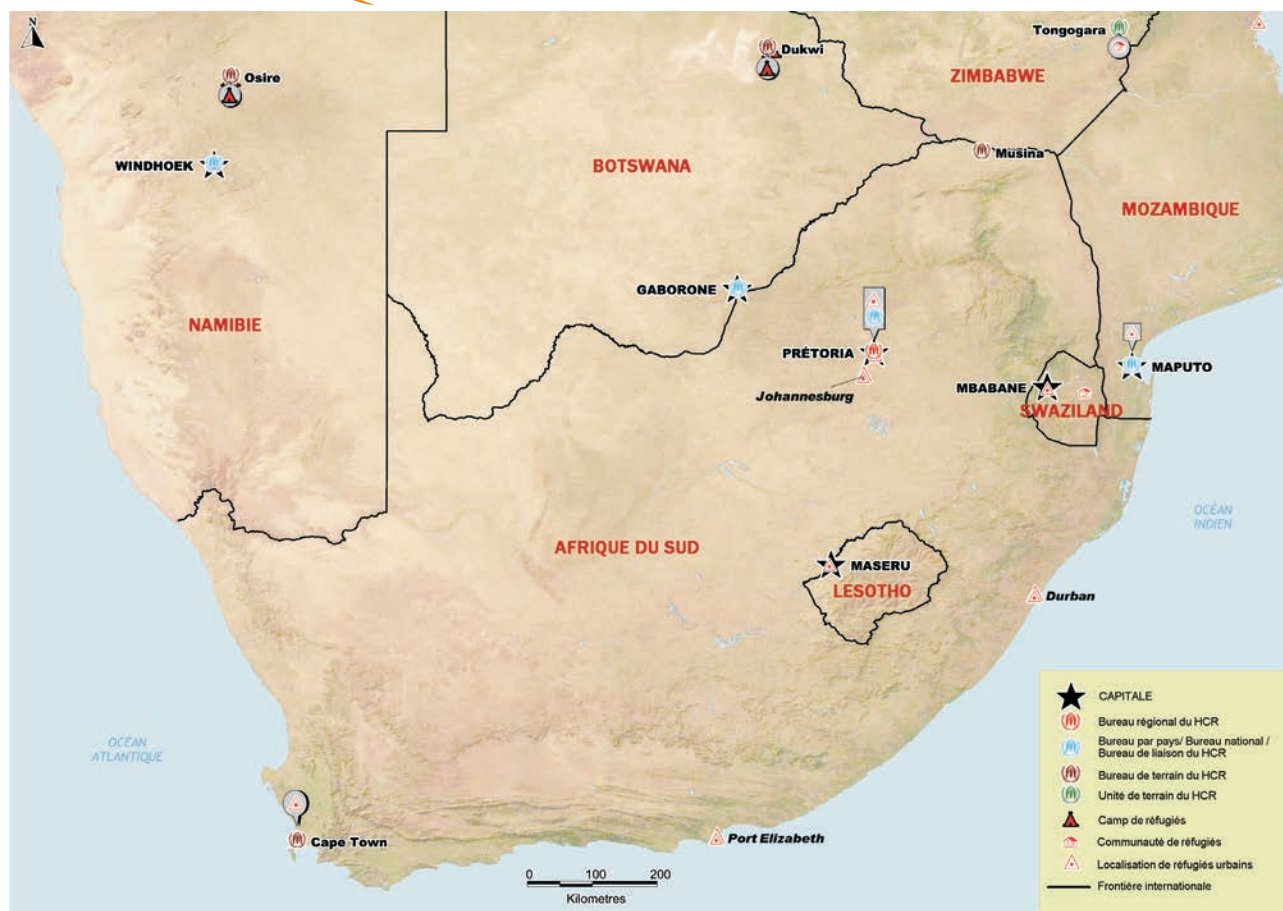 N
Osire
Dukwi
Tongogara
ZIMBABWE
WINDHOEK
BOTSWANA
Musina
MOZAMBIQUE
GABORONE
NAMIBIE
PRÉTORIA
MAPUTO
Johannesburg
MBABANE
SWAZILAND
OCÉAN
INDIEN
AFRIQUE DU SUD
MASERU
LESOTHO
Durban
OCÉAN
ATLANTIQUE
Cape Town
Port Elizabeth
0 100 200
Kilometres
CAPITALE
Bureau régional du HCR
Bureau par pays/ Bureau national /
Bureau de liaison du HCR
Bureau de terrain du HCR
Unité de terrain du HCR
Camp de réfugiés
Communauté de réfugiés
Localisation de réfugiés urbains
Frontière internationale